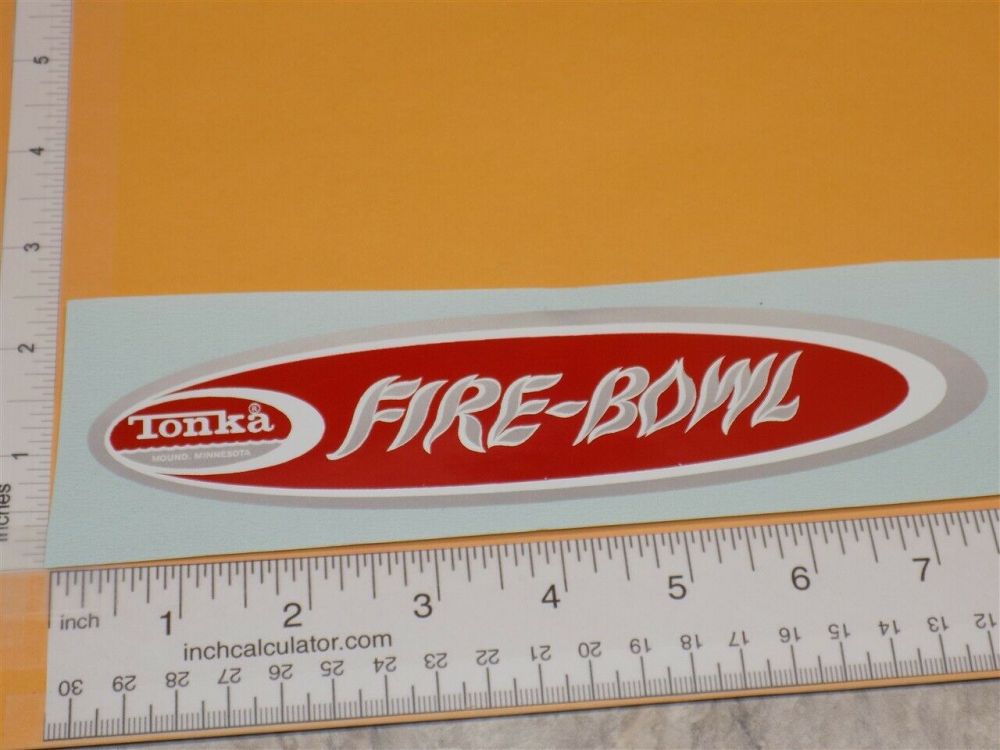 5
4
3
2
1
inches
Tonka®
MOUND, MINNESOTA
FIRE-BOWL
inch 1 2 3 4 5 6 7
inchcalculator.com
30 29 28 27 26 25 24 23 22 21 20 19 18 17 16 15 14 13 12